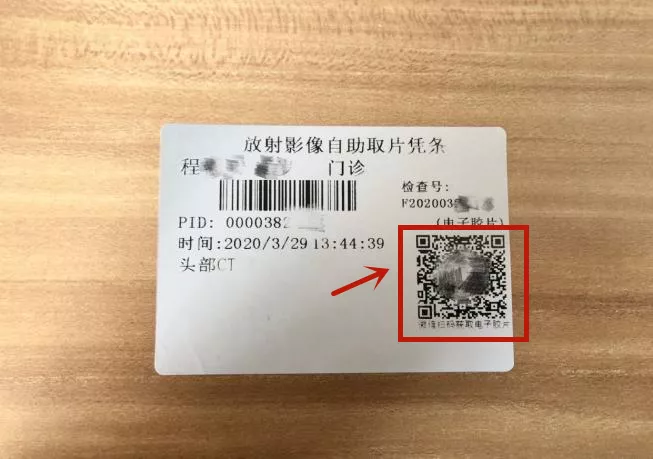 放射影像自助取片凭条
程 门诊
检查号:
F202003
PID: 0000382
(电子胶片)
时间:2020/3/29 13:44:39
头部CT
微信扫码获取电子胶片